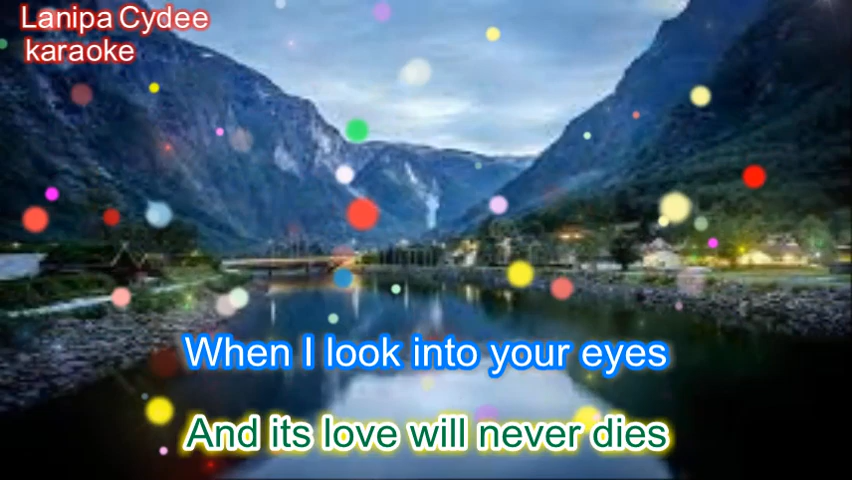 Lanipa Cydee
karaoke
When I look into your eyes
And its love will never dies